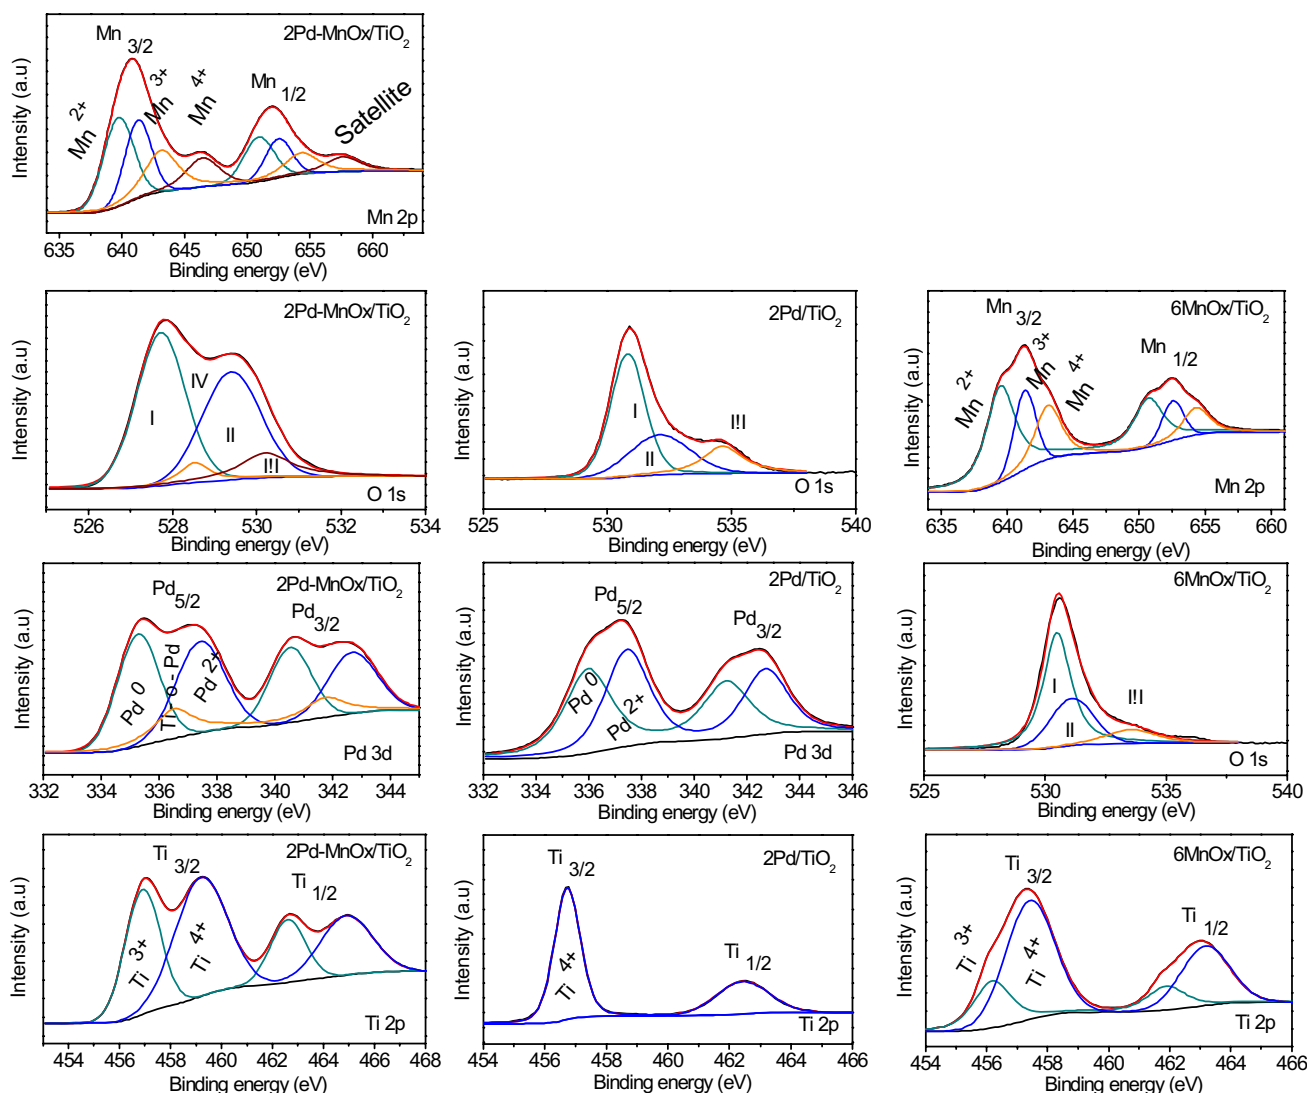 2Pd-MnOx/TiO2
Mn 3/2
Mn 2+
Mn 3+
Mn 4+
Mn 1/2
Satellite
Mn 2p
Intensity (a.u)
635 640 645 650 655 660
Binding energy (eV)
2Pd-MnOx/TiO2
I
IV
II
I!I
O 1s
Intensity (a.u)
526 528 530 532 534
Binding energy (eV)
2Pd/TiO2
I
II
I!I
O 1s
Intensity (a.u)
525 530 535 540
Binding energy (eV)
6MnOx/TiO2
Mn 3/2
Mn 2+
Mn 3+
Mn 4+
Mn 1/2
Mn 2p
Intensity (a.u)
635 640 645 650 655 660
Binding energy (eV)
2Pd-MnOx/TiO2
Pd 5/2
Pd 3/2
Pd 0
Ti - o - Pd
Pd 2+
Pd 3d
Intensity (a.u)
332 334 336 338 340 342 344
Binding energy (eV)
2Pd/TiO2
Pd 5/2
Pd 3/2
Pd 0
Pd 2+
Pd 3d
Intensity (a.u)
332 334 336 338 340 342 344 346
Binding energy (eV)
6MnOx/TiO2
I
II
I!I
O 1s
Intensity (a.u)
525 530 535 540
Binding energy (eV)
2Pd-MnOx/TiO2
Ti 3/2
Ti 1/2
Ti 3+
Ti 4+
Ti 2p
Intensity (a.u)
454 456 458 460 462 464 466 468
Binding energy (eV)
2Pd/TiO2
Ti 3/2
Ti 1/2
Ti 4+
Ti 2p
Intensity (a.u)
454 456 458 460 462 464 466
Binding energy (eV)
6MnOx/TiO2
Ti 3/2
Ti 1/2
Ti 3+
Ti 4+
Ti 2p
Intensity (a.u)
454 456 458 460 462 464 466
Binding energy (eV)